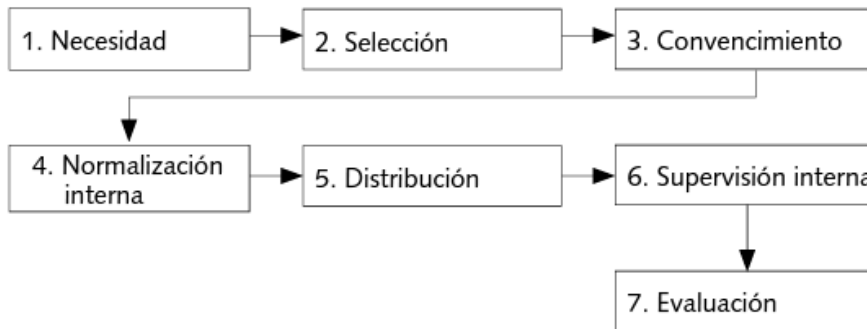 1. Necesidad
2. Selección
3. Convencimiento
4. Normalización
interna
5. Distribución
6. Supervisión interna
7. Evaluación